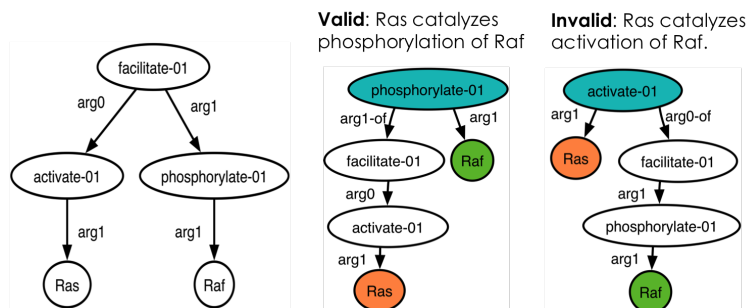 facilitate-01
arg0
arg1
activate-01
phosphorylate-01
arg1
arg1
Ras
Raf
Valid: Ras catalyzes
phosphorylation of Raf
phosphorylate-01
arg1-of
arg1
facilitate-01
Raf
arg0
activate-01
arg1
Ras
Invalid: Ras catalyzes
activation of Raf.
activate-01
arg1
arg0-of
Ras
facilitate-01
arg1
phosphorylate-01
arg1
Raf